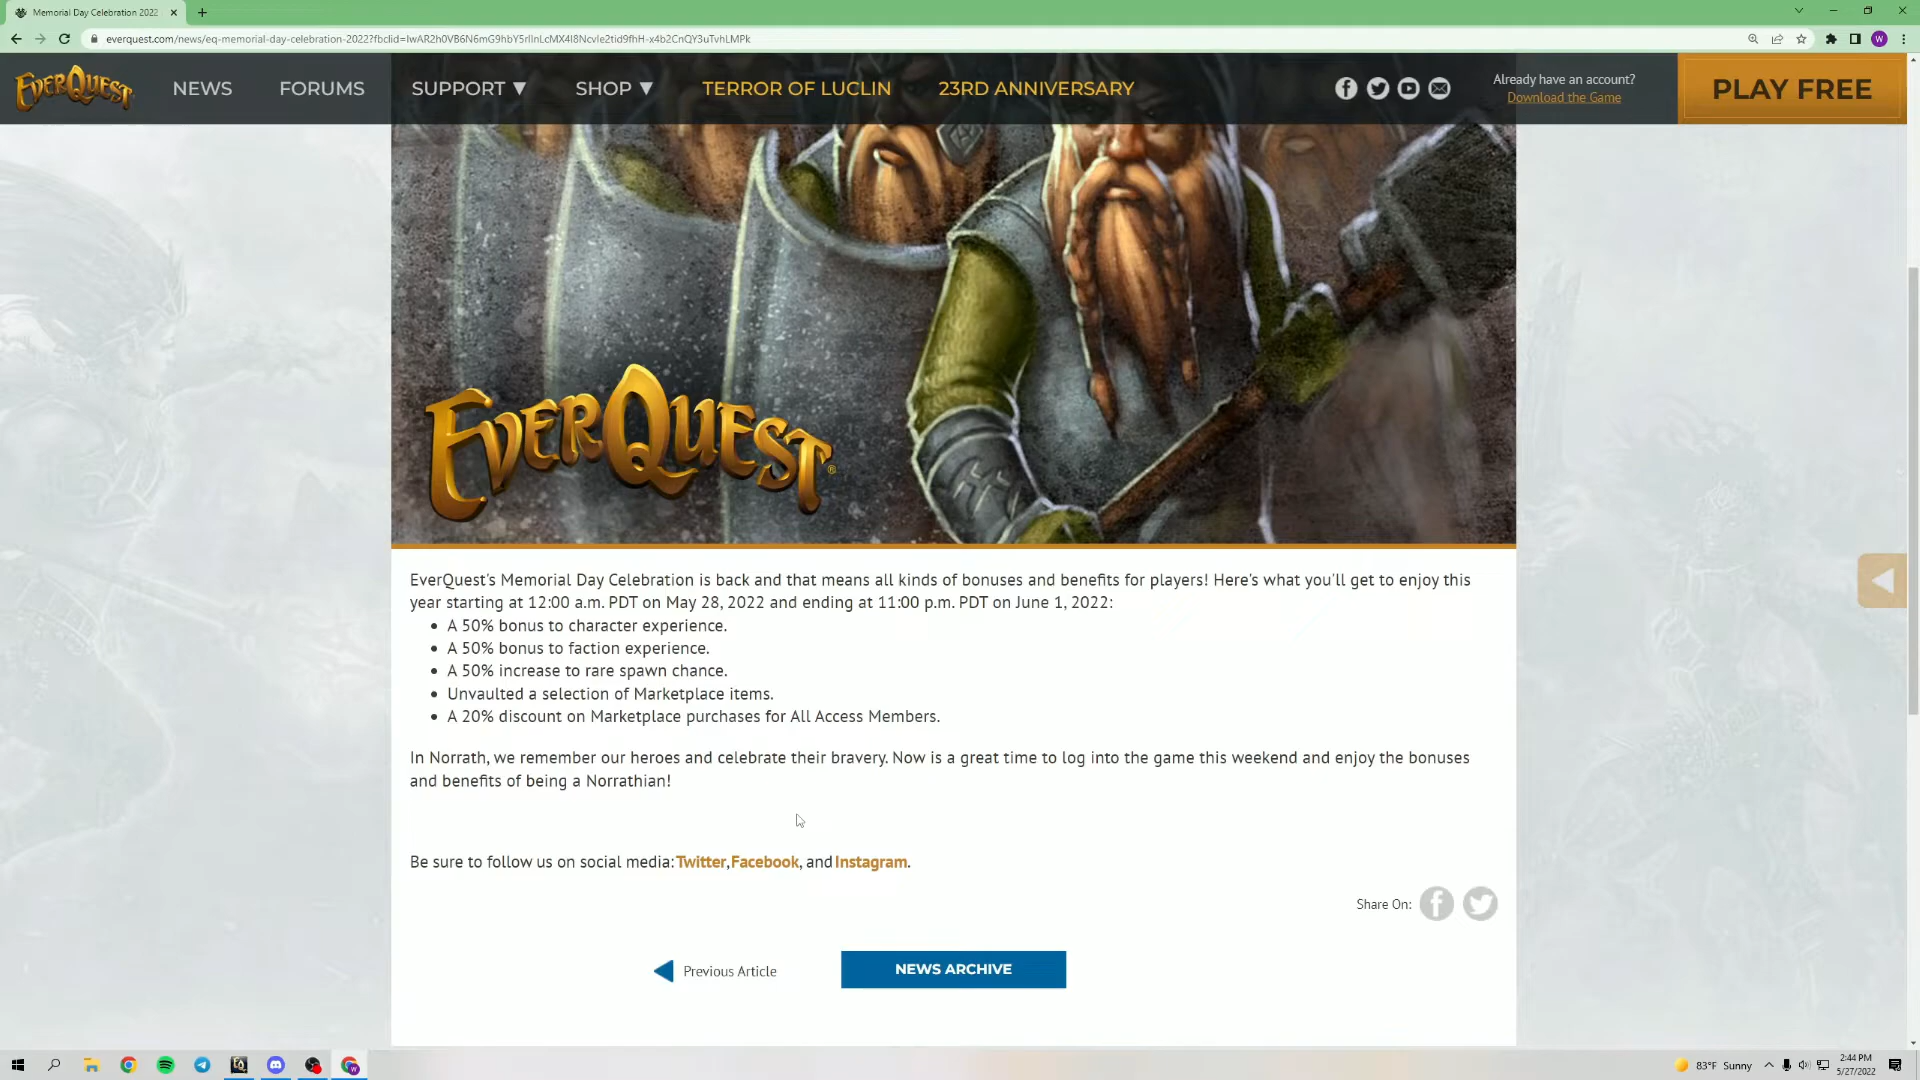 Memorial Day Celebration 2022
everquest.com/news/eq-memorial-day-celebration-2022?fbclid=IwAR2h0VB6N6mG9hbY5rlInLcMX4I8Ncvle2tid9fhH-x4b2CnQY3uTvhLMPk
W
EVERQUEST NEWS FORUMS SUPPORT ▼ SHOP ▼ TERROR OF LUCLIN 23RD ANNIVERSARY
Already have an account?
Download the Game
PLAY FREE
EVERQUEST®
EverQuest's Memorial Day Celebration is back and that means all kinds of bonuses and benefits for players! Here's what you'll get to enjoy this
year starting at 12:00 a.m. PDT on May 28, 2022 and ending at 11:00 p.m. PDT on June 1, 2022:
• A 50% bonus to character experience.
• A 50% bonus to faction experience.
• A 50% increase to rare spawn chance.
• Unvaulted a selection of Marketplace items.
• A 20% discount on Marketplace purchases for All Access Members.
In Norrath, we remember our heroes and celebrate their bravery. Now is a great time to log into the game this weekend and enjoy the bonuses
and benefits of being a Norrathian!
Be sure to follow us on social media: Twitter, Facebook, and Instagram.
Share On:
Previous Article
NEWS ARCHIVE
83°F Sunny
2:44 PM
5/27/2022